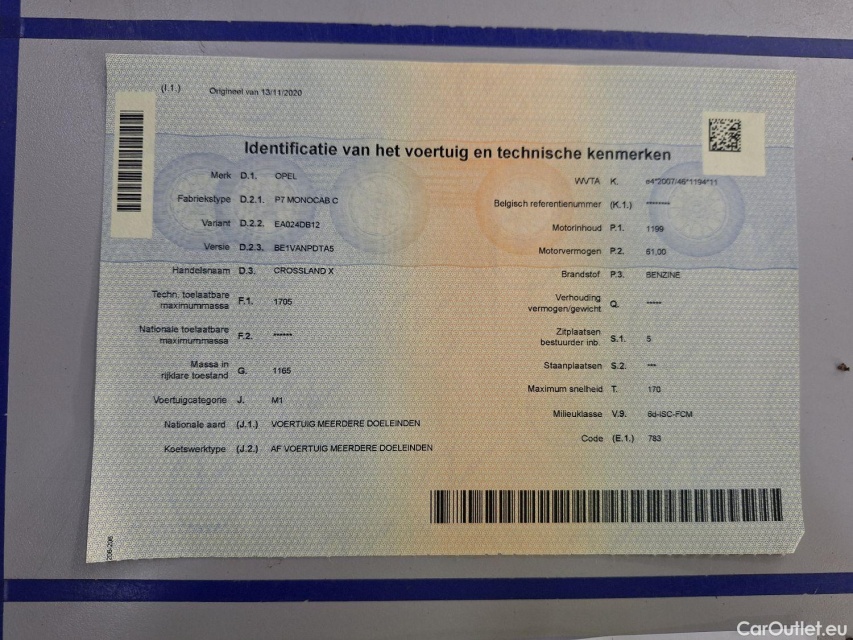 (I.1.) Origineel van 13/11/2020
Identificatie van het voertuig en technische kenmerken
Merk D.1. OPEL
Fabriekstype D.2.1. P7 MONOCAB C
Variant D.2.2. EA024DB12
Versie D.2.3. BE1VANPDTA5
Handelsnaam D.3. CROSSLAND X
Techn. toelaatbare
maximummassa F.1. 1705
Nationale toelaatbare
maximummassa F.2. ******
Massa in
rijklare toestand G. 1165
Voertuigcategorie J. M1
Nationale aard (J.1.) VOERTUIG MEERDERE DOELEINDEN
Koetswerktype (J.2.) AF VOERTUIG MEERDERE DOELEINDEN
WVTA K. e4*2007/46*1194*11
Belgisch referentienummer (K.1.) ********
Motorinhoud P.1. 1199
Motorvermogen P.2. 61,00
Brandstof P.3. BENZINE
Verhouding
vermogen/gewicht Q. *****
Zitplaatsen
bestuurder inb. S.1. 5
Staanplaatsen S.2. ***
Maximum snelheid T. 170
Milieuklasse V.9. 6d-ISC-FCM
Code (E.1.) 783
CarOutlet.eu